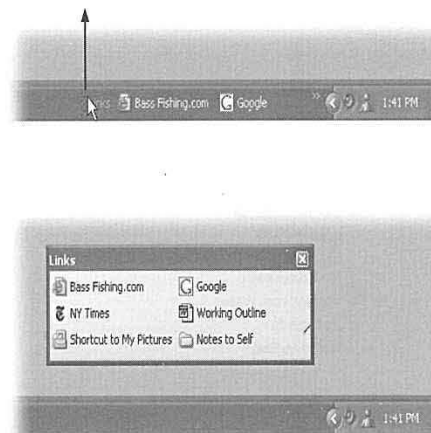 Links Bass Fishing.com Google » 1:41 PM
Links
Bass Fishing.com Google
NY Times Working Outline
Shortcut to My Pictures Notes to Self
1:41 PM